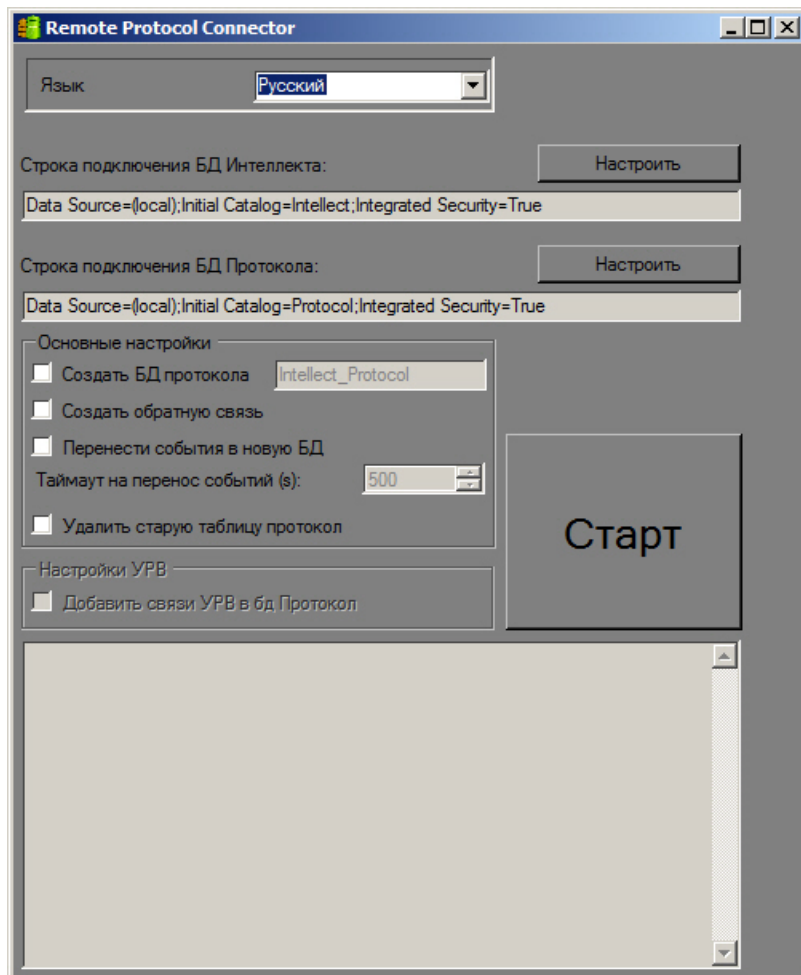 Remote Protocol Connector
Язык Русский
Строка подключения БД Интеллекта: Настроить
Data Source=(local);Initial Catalog=Intellect;Integrated Security=True
Строка подключения БД Протокола: Настроить
Data Source=(local);Initial Catalog=Protocol;Integrated Security=True
Основные настройки
Создать БД протокола Intellect_Protocol
Создать обратную связь
Перенести события в новую БД
Таймаут на перенос событий (s): 500
Удалить старую таблицу протокол
Старт
Настройки УРВ
Добавить связи УРВ в бд Протокол